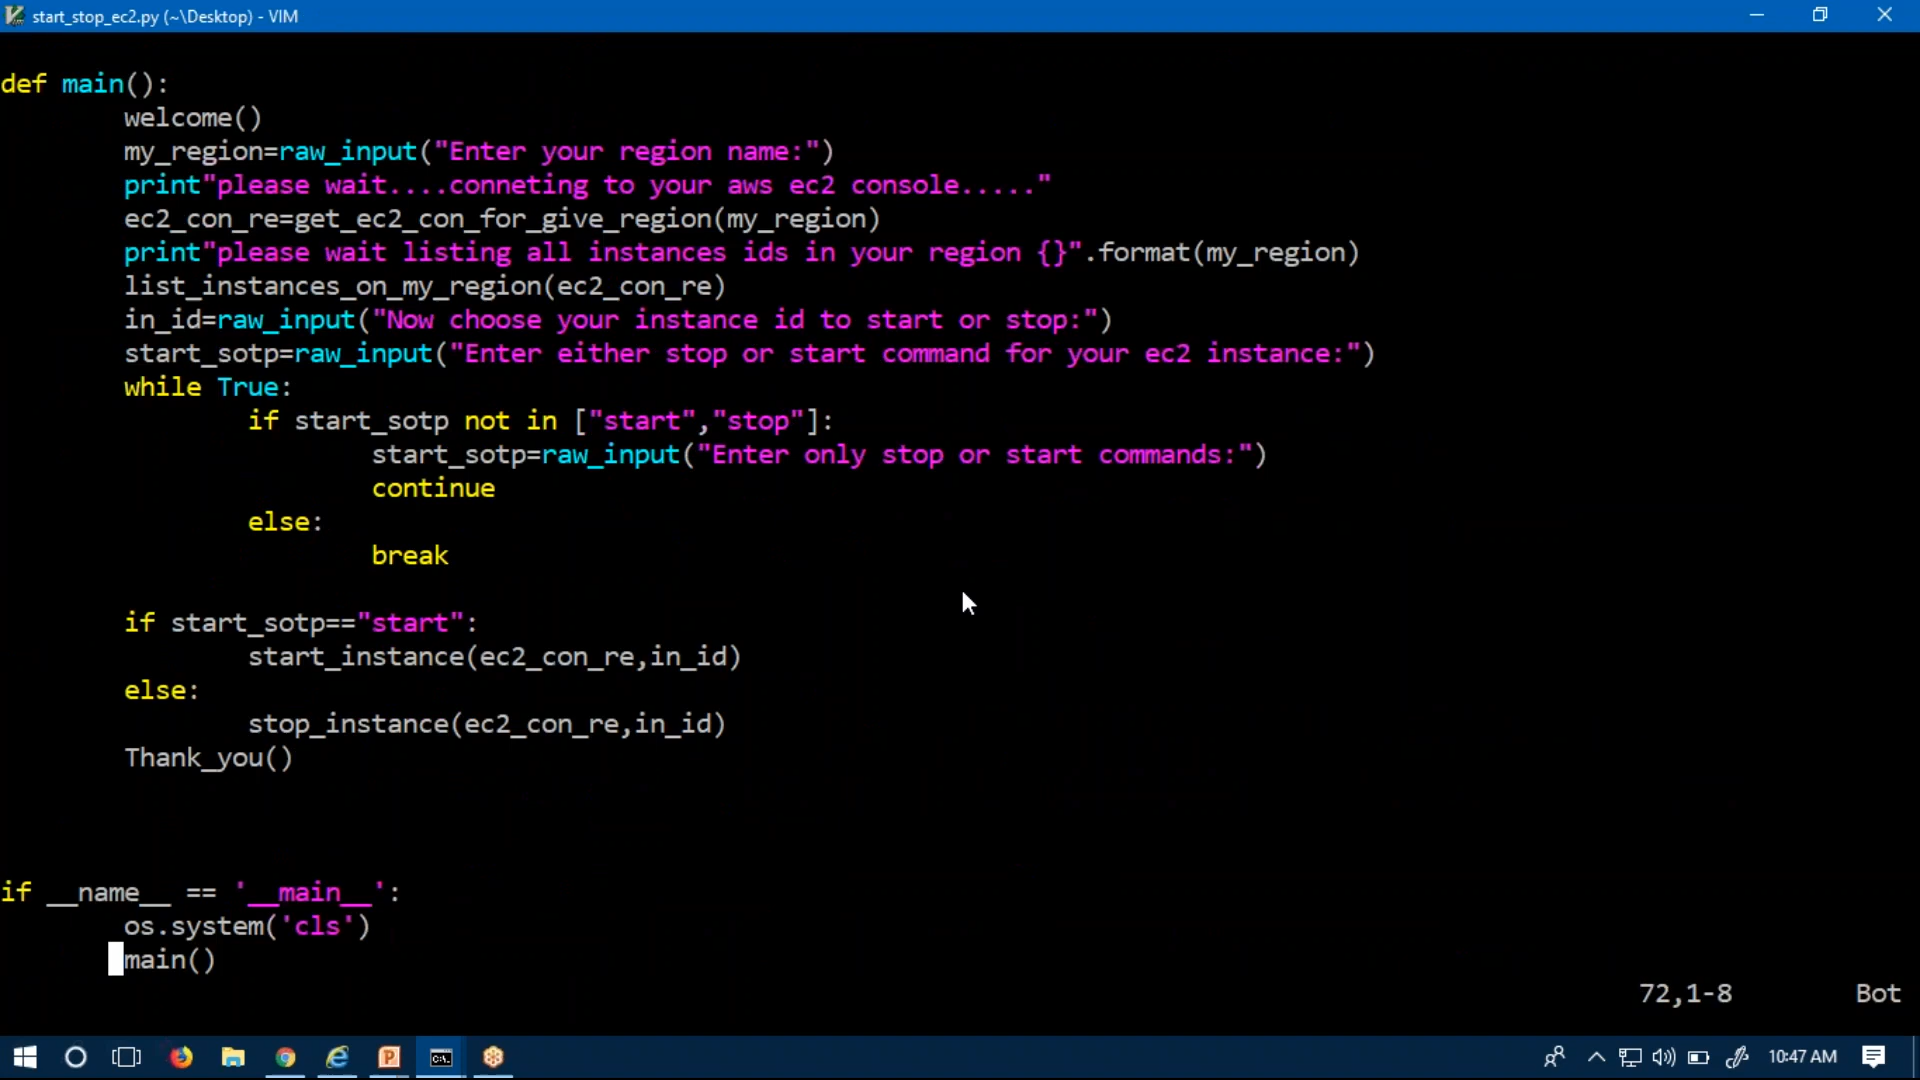 start_stop_ec2.py (~\Desktop) - VIM
def main():
        welcome()
        my_region=raw_input("Enter your region name:")
        print"please wait....conneting to your aws ec2 console....."
        ec2_con_re=get_ec2_con_for_give_region(my_region)
        print"please wait listing all instances ids in your region {}".format(my_region)
        list_instances_on_my_region(ec2_con_re)
        in_id=raw_input("Now choose your instance id to start or stop:")
        start_sotp=raw_input("Enter either stop or start command for your ec2 instance:")
        while True:
                if start_sotp not in ["start","stop"]:
                        start_sotp=raw_input("Enter only stop or start commands:")
                        continue
                else:
                        break
        if start_sotp=="start":
                start_instance(ec2_con_re,in_id)
        else:
                stop_instance(ec2_con_re,in_id)
        Thank_you()
if __name__ == '__main__':
        os.system('cls')
        main()
72,1-8 Bot
10:47 AM